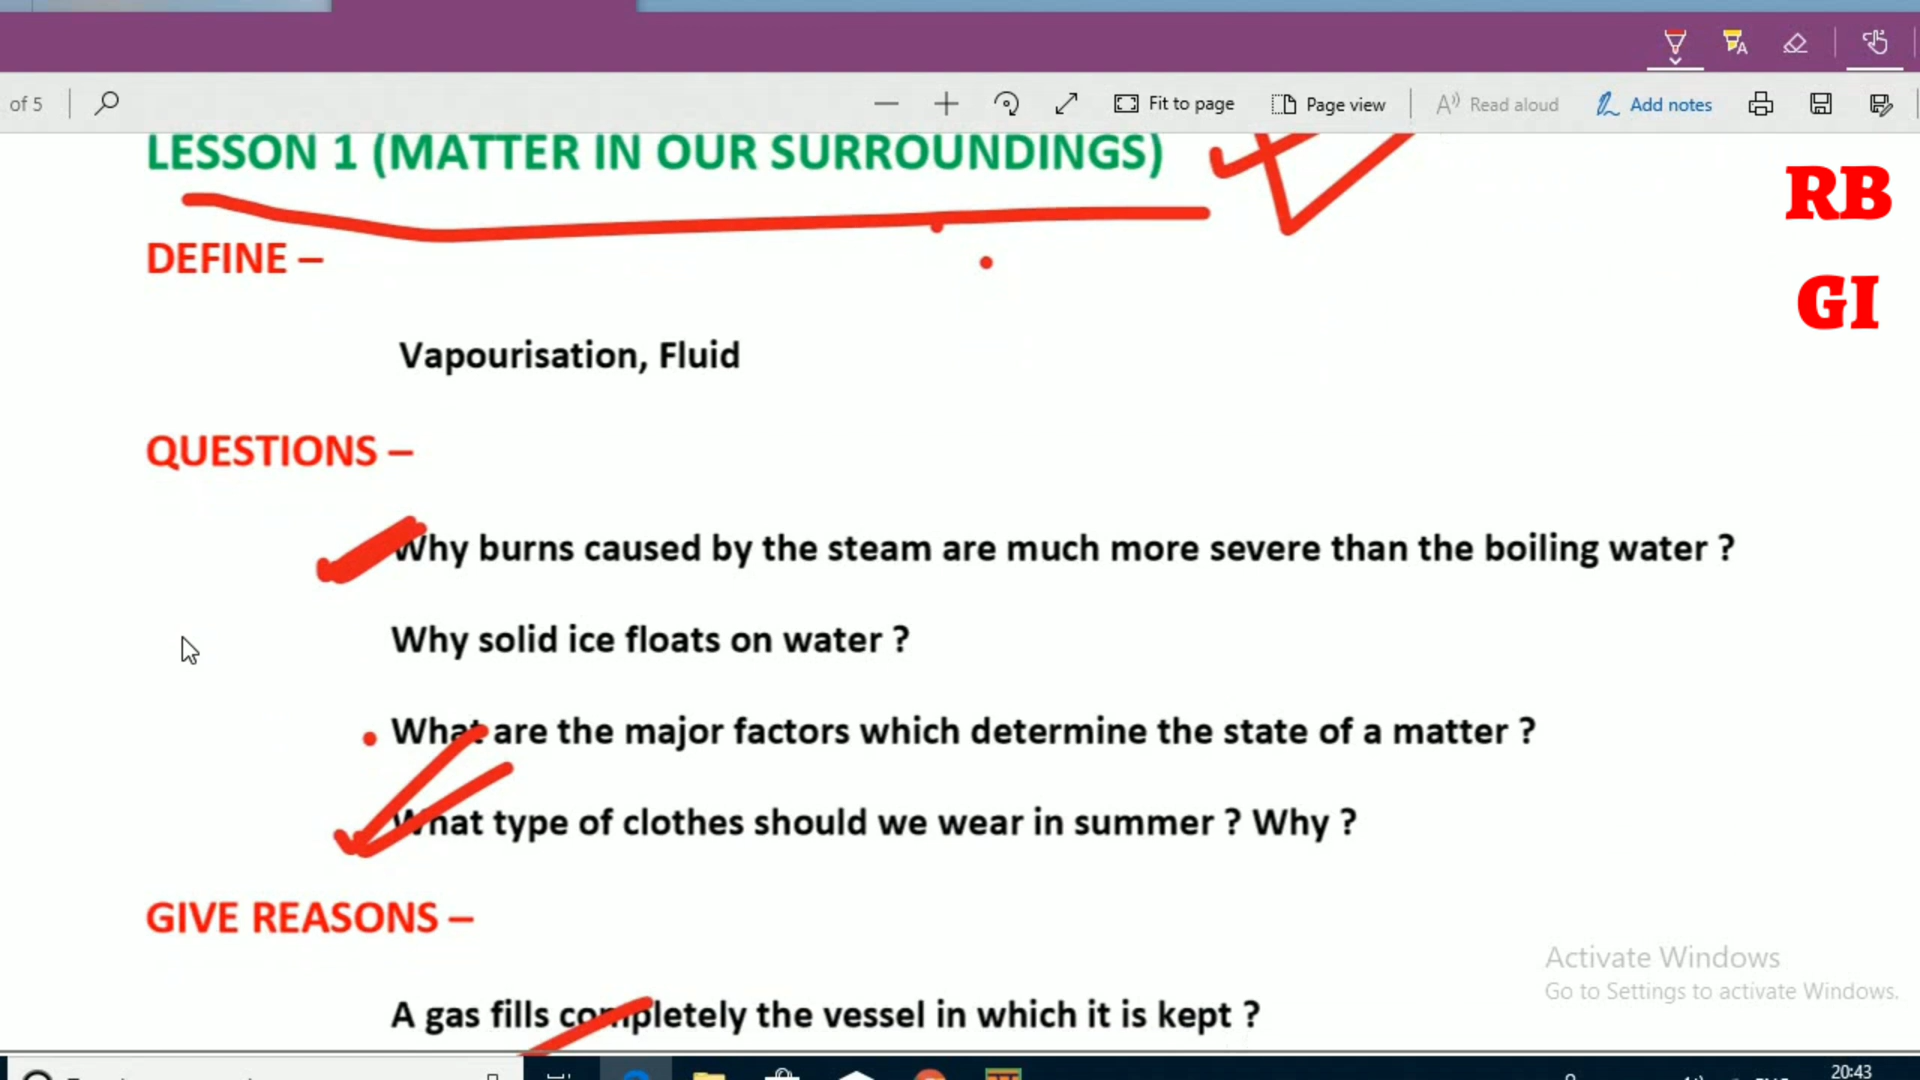 of 5
Fit to page
Page view
Read aloud
Add notes
LESSON 1 (MATTER IN OUR SURROUNDINGS)
RB
GI
DEFINE –
Vapourisation, Fluid
QUESTIONS –
Why burns caused by the steam are much more severe than the boiling water ?
Why solid ice floats on water ?
What are the major factors which determine the state of a matter ?
What type of clothes should we wear in summer ? Why ?
GIVE REASONS –
A gas fills completely the vessel in which it is kept ?
Activate Windows
Go to Settings to activate Windows.
20:43